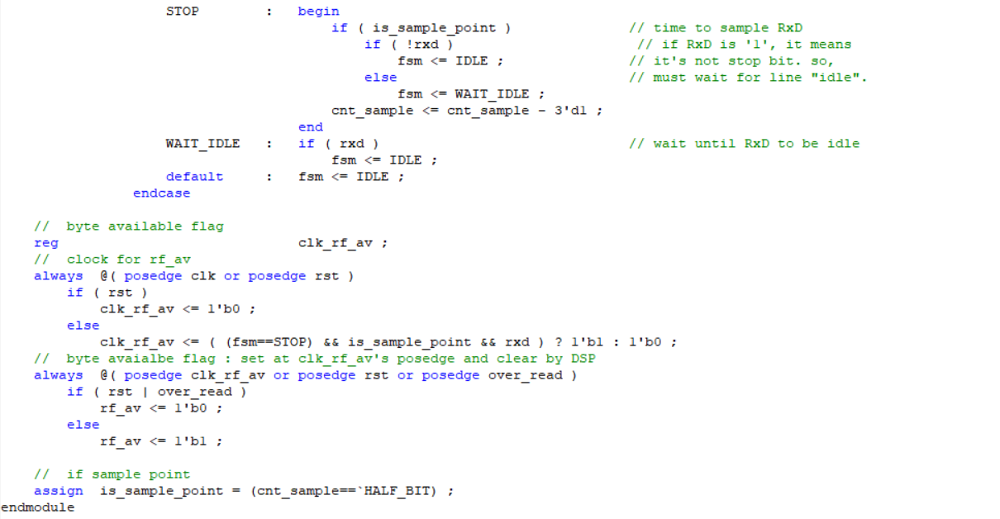 STOP : begin
if ( is_sample_point ) // time to sample RxD
if ( !rxd ) // if RxD is '1', it means
fsm <= IDLE ; // it's not stop bit. so,
else // must wait for line "idle".
fsm <= WAIT_IDLE ;
cnt_sample <= cnt_sample - 3'd1 ;
end
WAIT_IDLE : if ( rxd ) // wait until RxD to be idle
fsm <= IDLE ;
default : fsm <= IDLE ;
endcase
// byte available flag
reg clk_rf_av ;
// clock for rf_av
always @( posedge clk or posedge rst )
if ( rst )
clk_rf_av <= 1'b0 ;
else
clk_rf_av <= ( (fsm==STOP) && is_sample_point && rxd ) ? 1'b1 : 1'b0 ;
// byte avaialbe flag : set at clk_rf_av's posedge and clear by DSP
always @( posedge clk_rf_av or posedge rst or posedge over_read )
if ( rst | over_read )
rf_av <= 1'b0 ;
else
rf_av <= 1'b1 ;
// if sample point
assign is_sample_point = (cnt_sample==`HALF_BIT) ;
endmodule